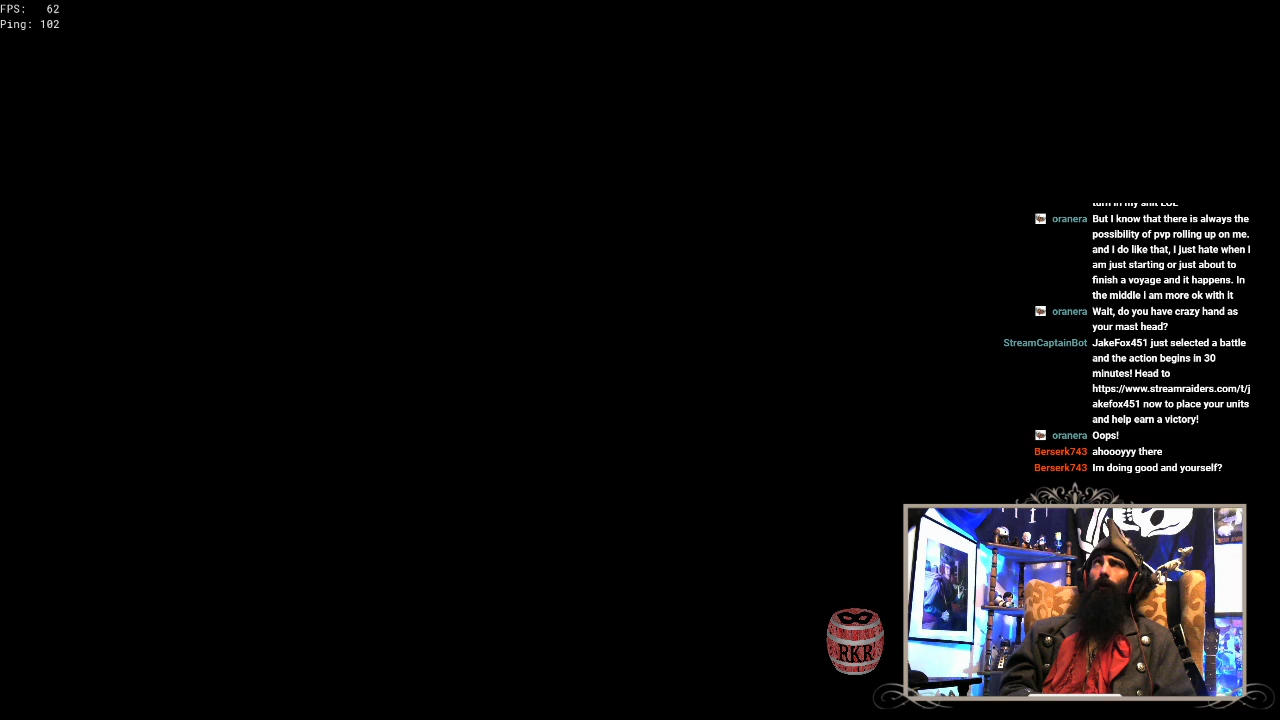 FPS: 62
Ping: 102
turn in my shit LOL
oranera But I know that there is always the
possibility of pvp rolling up on me.
and I do like that, I just hate when I
am just starting or just about to
finish a voyage and it happens. In
the middle I am more ok with it
oranera Wait, do you have crazy hand as
your mast head?
StreamCaptainBot JakeFox451 just selected a battle
and the action begins in 30
minutes! Head to
https://www.streamraiders.com/t/j
akefox451 now to place your units
and help earn a victory!
oranera Oops!
Berserk743 ahoooyyy there
Berserk743 Im doing good and yourself?
RKR